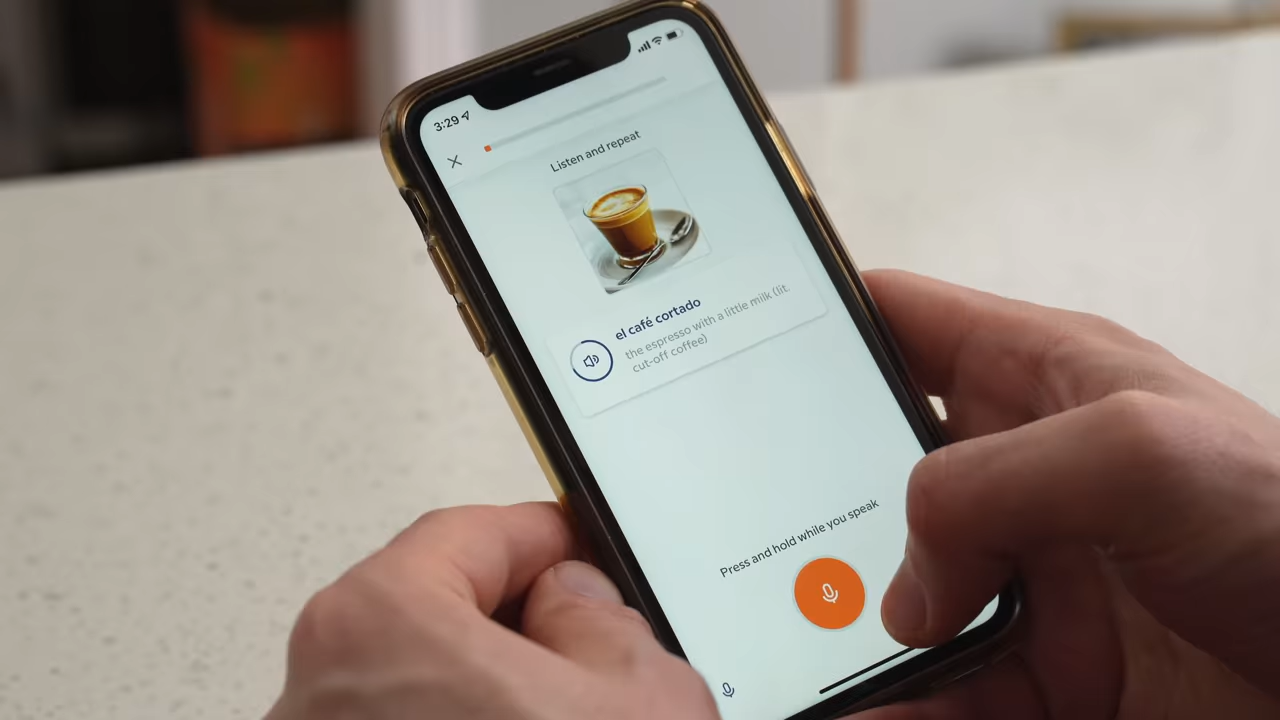 3:29
Listen and repeat
el café cortado
the espresso with a little milk (lit.
cut-off coffee)
Press and hold while you speak